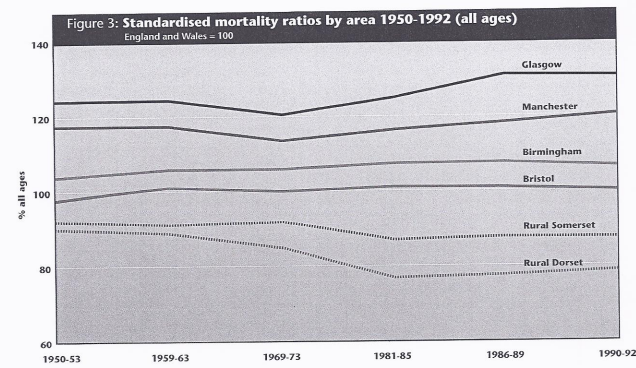 Figure 3: Standardised mortality ratios by area 1950-1992 (all ages)
England and Wales = 100
140
120
100
80
60
% all ages
Glasgow
Manchester
Birmingham
Bristol
Rural Somerset
Rural Dorset
1950-53 1959-63 1969-73 1981-85 1986-89 1990-92